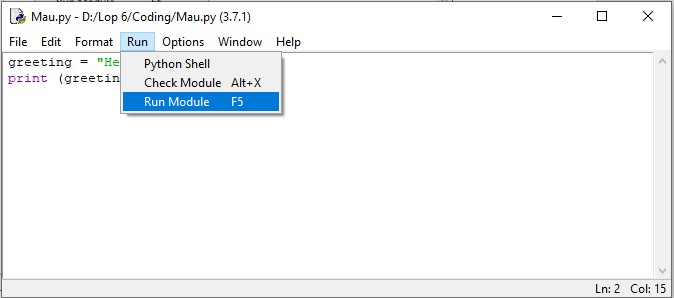 Mau.py - D:/Lop 6/Coding/Mau.py (3.7.1)
File Edit Format Run Options Window Help
greeting = "He
print (greetin
Python Shell
Check Module Alt+X
Run Module F5
Ln: 2 Col: 15